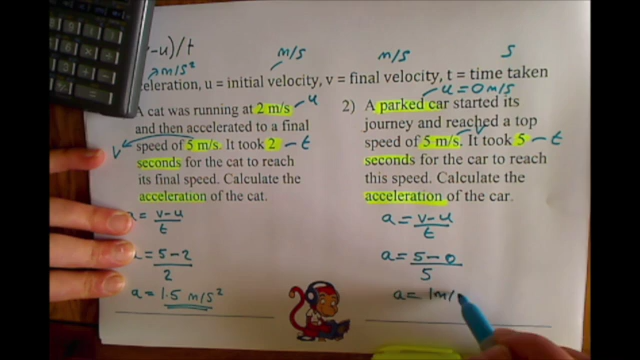 -u)/t
m/s m/s s
m/s²
celeration, u = initial velocity, v = final velocity, t = time taken
u = 0m/s
A cat was running at 2 m/s - u
and then accelerated to a final
v speed of 5 m/s. It took 2 - t
seconds for the cat to reach
its final speed. Calculate the
acceleration of the cat.
a = v-u/t
a = 5-2/2
a = 1.5 m/s²
2) A parked car started its
journey and reached a top
v
speed of 5 m/s. It took 5 - t
seconds for the car to reach
this speed. Calculate the
acceleration of the car.
a = v-u/t
a = 5-0/5
a = 1m/